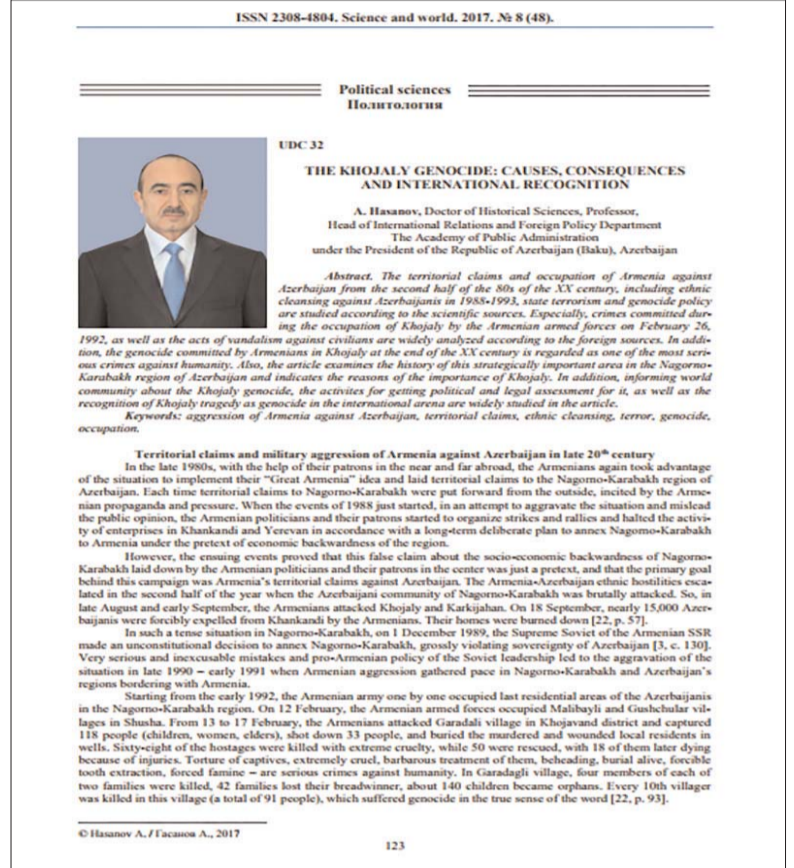 ISSN 2308-4804. Science and world. 2017. № 8 (48).
Political sciences
Политология
UDC 32
THE KHOJALY GENOCIDE: CAUSES, CONSEQUENCES
AND INTERNATIONAL RECOGNITION
A. Hasanov, Doctor of Historical Sciences, Professor,
Head of International Relations and Foreign Policy Department
The Academy of Public Administration
under the President of the Republic of Azerbaijan (Baku), Azerbaijan
Abstract. The territorial claims and occupation of Armenia against
Azerbaijan from the second half of the 80s of the XX century, including ethnic
cleansing against Azerbaijanis in 1988-1993, state terrorism and genocide policy
are studied according to the scientific sources. Especially, crimes committed dur-
ing the occupation of Khojaly by the Armenian armed forces on February 26,
1992, as well as the acts of vandalism against civilians are widely analyzed according to the foreign sources. In addi-
tion, the genocide committed by Armenians in Khojaly at the end of the XX century is regarded as one of the most seri-
ous crimes against humanity. Also, the article examines the history of this strategically important area in the Nagorno-
Karabakh region of Azerbaijan and indicates the reasons of the importance of Khojaly. In addition, informing world
community about the Khojaly genocide, the activites for getting political and legal assessment for it, as well as the
recognition of Khojaly tragedy as genocide in the international arena are widely studied in the article.
Keywords: aggression of Armenia against Azerbaijan, territorial claims, ethnic cleansing, terror, genocide,
occupation.
Territorial claims and military aggression of Armenia against Azerbaijan in late 20th century
In the late 1980s, with the help of their patrons in the near and far abroad, the Armenians again took advantage
of the situation to implement their "Great Armenia" idea and laid territorial claims to the Nagorno-Karabakh region of
Azerbaijan. Each time territorial claims to Nagorno-Karabakh were put forward from the outside, incited by the Arme-
nian propaganda and pressure. When the events of 1988 just started, in an attempt to aggravate the situation and mislead
the public opinion, the Armenian politicians and their patrons started to organize strikes and rallies and halted the activi-
ty of enterprises in Khankandi and Yerevan in accordance with a long-term deliberate plan to annex Nagorno-Karabakh
to Armenia under the pretext of economic backwardness of the region.
However, the ensuing events proved that this false claim about the socio-economic backwardness of Nagorno-
Karabakh laid down by the Armenian politicians and their patrons in the center was just a pretext, and that the primary goal
behind this campaign was Armenia's territorial claims against Azerbaijan. The Armenia-Azerbaijan ethnic hostilities esca-
lated in the second half of the year when the Azerbaijani community of Nagorno-Karabakh was brutally attacked. So, in
late August and early September, the Armenians attacked Khojaly and Karkijahan. On 18 September, nearly 15,000 Azer-
baijanis were forcibly expelled from Khankandi by the Armenians. Their homes were burned down [22, p. 57].
In such a tense situation in Nagorno-Karabakh, on 1 December 1989, the Supreme Soviet of the Armenian SSR
made an unconstitutional decision to annex Nagorno-Karabakh, grossly violating sovereignty of Azerbaijan [3, c. 130].
Very serious and inexcusable mistakes and pro-Armenian policy of the Soviet leadership led to the aggravation of the
situation in late 1990 – early 1991 when Armenian aggression gathered pace in Nagorno-Karabakh and Azerbaijan's
regions bordering with Armenia.
Starting from the early 1992, the Armenian army one by one occupied last residential areas of the Azerbaijanis
in the Nagorno-Karabakh region. On 12 February, the Armenian armed forces occupied Malibayli and Gushchular vil-
lages in Shusha. From 13 to 17 February, the Armenians attacked Garadali village in Khojavand district and captured
118 people (children, women, elders), shot down 33 people, and buried the murdered and wounded local residents in
wells. Sixty-eight of the hostages were killed with extreme cruelty, while 50 were rescued, with 18 of them later dying
because of injuries. Torture of captives, extremely cruel, barbarous treatment of them, beheading, burial alive, forcible
tooth extraction, forced famine – are serious crimes against humanity. In Garadagli village, four members of each of
two families were killed, 42 families lost their breadwinner, about 140 children became orphans. Every 10th villager
was killed in this village (a total of 91 people), which suffered genocide in the true sense of the word [22, p. 93].
© Hasanov A. / Гасанов А., 2017
123